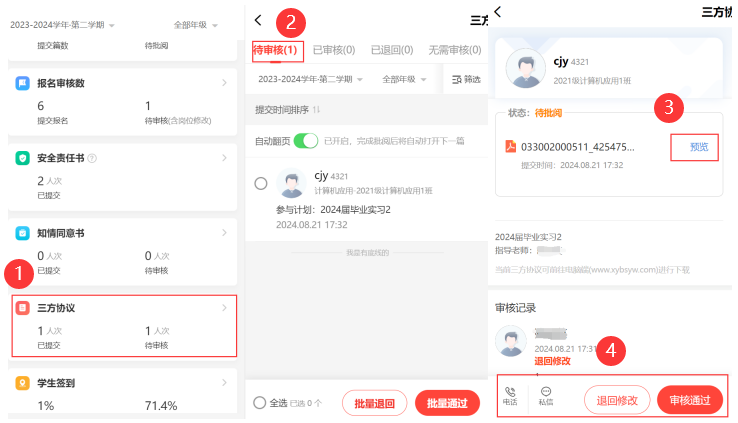 2023-2024学年·第二学期
全部年级
提交篇数
待批阅
报名审核数
6
1
提交报名
待审核(含岗位修改)
安全责任书
2 人次
已提交
知情同意书
0 人次
0 人次
已提交
待审核
1
三方协议
1 人次
1 人次
已提交
待审核
学生签到
1%
71.4%
2
三方
待审核(1)
已审核(0)
已退回(0)
无需审核(0)
2023-2024学年·第二学期
全部年级
筛选
提交时间排序
自动翻页
已开启，完成批阅后将自动打开下一篇
cjy 4321
计算机应用·2021级计算机应用1班
参与计划：2024届毕业实习2
2024.08.21 17:32
我是有底线的
全选 已选 0 个
批量退回
批量通过
三方协
cjy 4321
2021级计算机应用1班
3
状态：待批阅
033002000511_425475...
预览
提交时间：2024.08.21 17:32
2024届毕业实习2
指导老师：
当前三方协议可前往电脑端(www.xybsyw.com)进行下载
审核记录
2024.08.21 17:31
退回修改
4
电话
私信
退回修改
审核通过